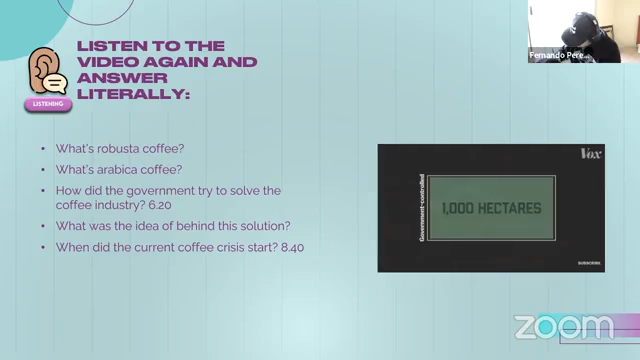 LISTEN TO THE
VIDEO AGAIN AND
ANSWER
LITERALLY:
LISTENING
• What's robusta coffee?
• What's arabica coffee?
• How did the government try to solve the
coffee industry? 6.20
• What was the idea of behind this solution?
• When did the current coffee crisis start? 8.40
Vox
Government-controlled
1,000 HECTARES
SUBSCRIBE
Fernando Pere...
zoom